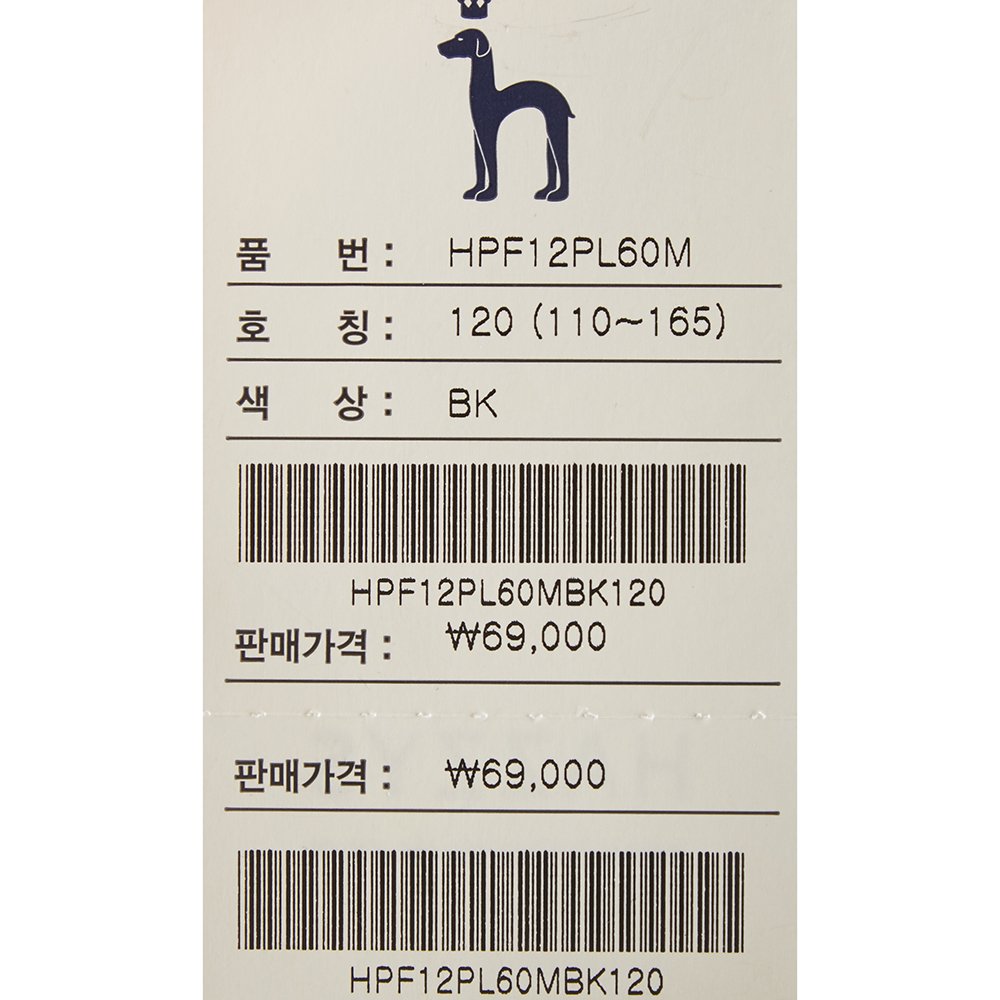 품 번 : HPF12PL60M
호 칭 : 120 (110~165)
색 상 : BK
HPF12PL60MBK120
판매가격 : ₩69,000
판매가격 : ₩69,000
HPF12PL60MBK120